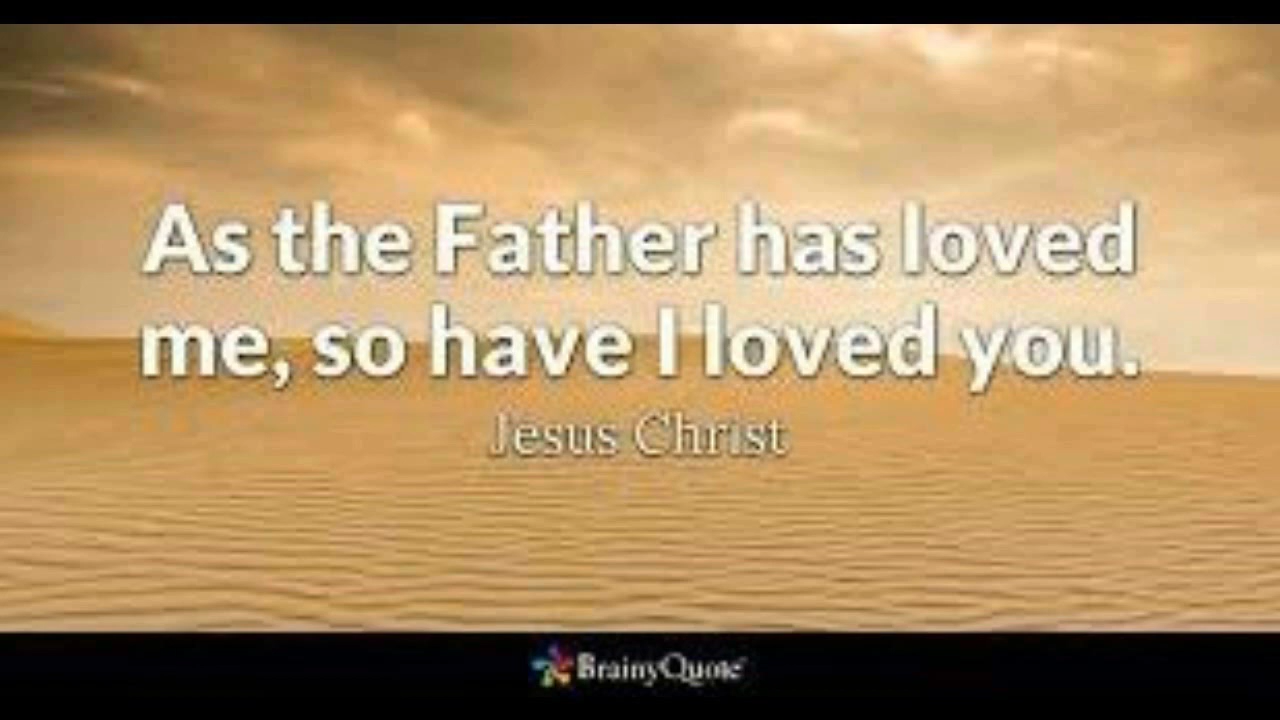 As the Father has loved
me, so have I loved you.
Jesus Christ
BrainyQuote